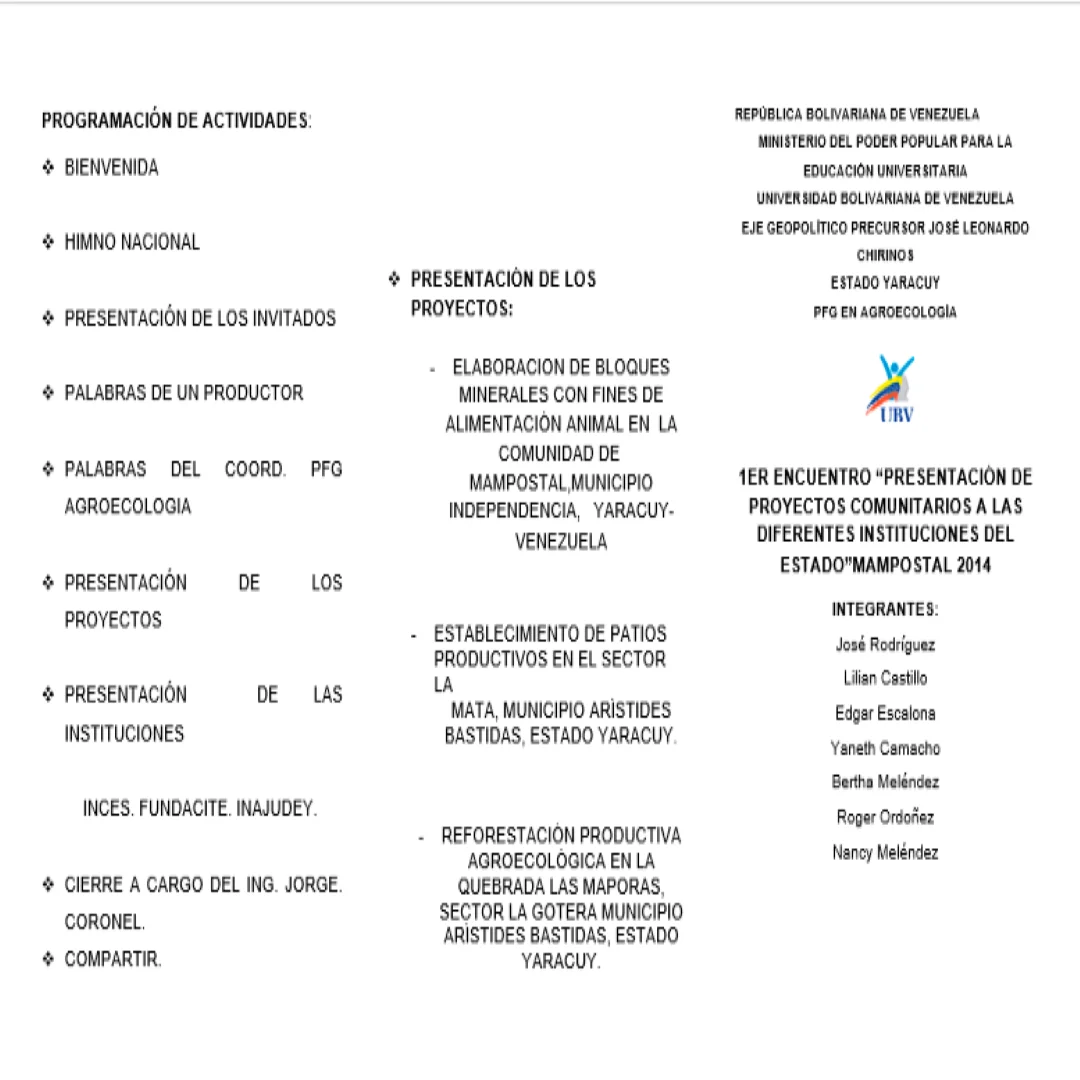 PROGRAMACIÓN DE ACTIVIDADES:
❖ BIENVENIDA
❖ HIMNO NACIONAL
❖ PRESENTACIÓN DE LOS INVITADOS
❖ PALABRAS DE UN PRODUCTOR
❖ PALABRAS DEL COORD. PFG
AGROECOLOGIA
❖ PRESENTACIÓN DE LOS
PROYECTOS
❖ PRESENTACIÓN DE LAS
INSTITUCIONES
INCES. FUNDACITE. INAJUDEY.
❖ CIERRE A CARGO DEL ING. JORGE.
CORONEL.
❖ COMPARTIR.
❖ PRESENTACIÓN DE LOS
PROYECTOS:
- ELABORACION DE BLOQUES
MINERALES CON FINES DE
ALIMENTACIÓN ANIMAL EN LA
COMUNIDAD DE
MAMPOSTAL,MUNICIPIO
INDEPENDENCIA, YARACUY-
VENEZUELA
- ESTABLECIMIENTO DE PATIOS
PRODUCTIVOS EN EL SECTOR
LA
MATA, MUNICIPIO ARÌSTIDES
BASTIDAS, ESTADO YARACUY.
- REFORESTACIÓN PRODUCTIVA
AGROECOLÓGICA EN LA
QUEBRADA LAS MAPORAS,
SECTOR LA GOTERA MUNICIPIO
ARÌSTIDES BASTIDAS, ESTADO
YARACUY.
REPÚBLICA BOLIVARIANA DE VENEZUELA
MINISTERIO DEL PODER POPULAR PARA LA
EDUCACIÓN UNIVERSITARIA
UNIVERSIDAD BOLIVARIANA DE VENEZUELA
EJE GEOPOLÍTICO PRECURSOR JOSÉ LEONARDO
CHIRINOS
ESTADO YARACUY
PFG EN AGROECOLOGÍA
UBV
1ER ENCUENTRO “PRESENTACIÓN DE
PROYECTOS COMUNITARIOS A LAS
DIFERENTES INSTITUCIONES DEL
ESTADO”MAMPOSTAL 2014
INTEGRANTES:
José Rodríguez
Lilian Castillo
Edgar Escalona
Yaneth Camacho
Bertha Meléndez
Roger Ordoñez
Nancy Meléndez